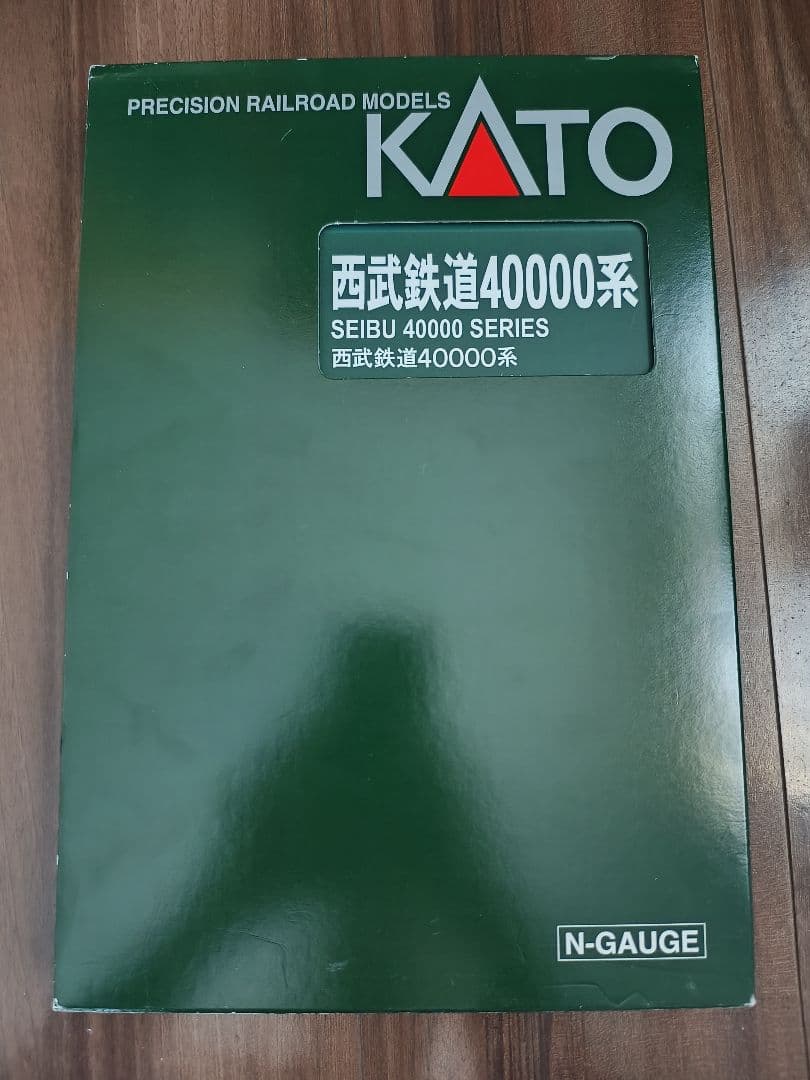 PRECISION RAILROAD MODELS
KATO
西武鉄道40000系
SEIBU 40000 SERIES
西武鉄道40000系
N-GAUGE